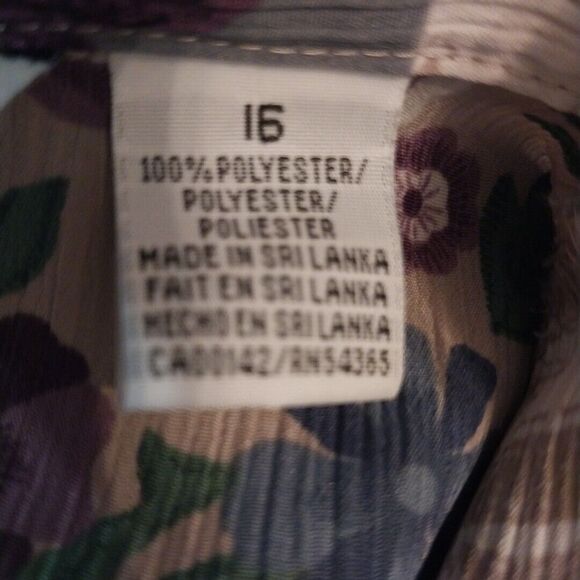 16
100% POLYESTER/
POLYESTER/
POLIESTER
MADE IN SRI LANKA
FAIT EN SRI LANKA
HECHO EN SRI LANKA
CA00142/RN54365